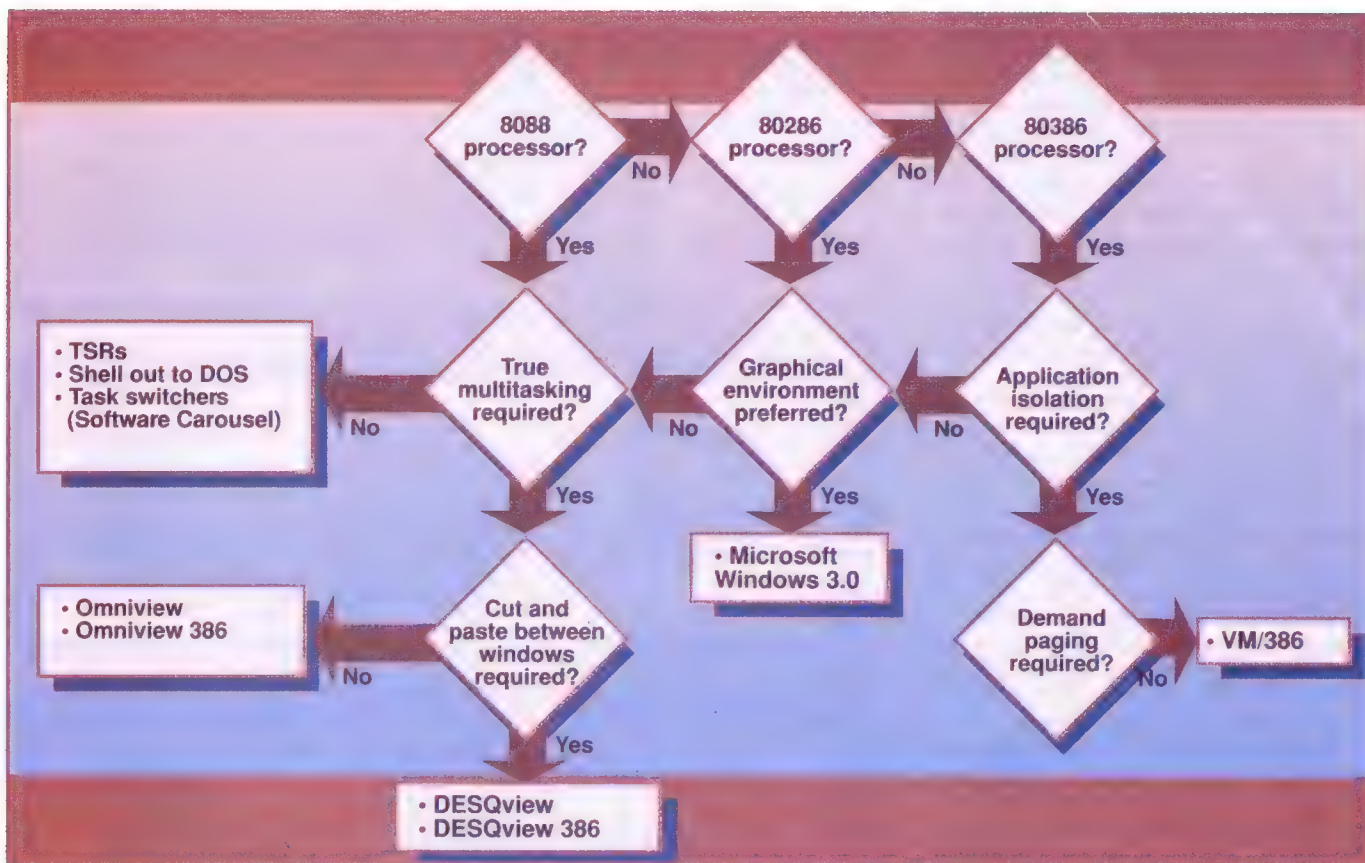 8088
processor?
No
80286
processor?
No
80386
processor?
Yes
Yes
Yes
• TSRs
• Shell out to DOS
• Task switchers
(Software Carousel)
No
True
multitasking
required?
No
Graphical
environment
preferred?
No
Application
isolation
required?
Yes
Yes
Yes
• Omniview
• Omniview 386
No
Cut and
paste between
windows
required?
• Microsoft
Windows 3.0
Demand
paging
required?
No
• VM/386
Yes
• DESQview
• DESQview 386